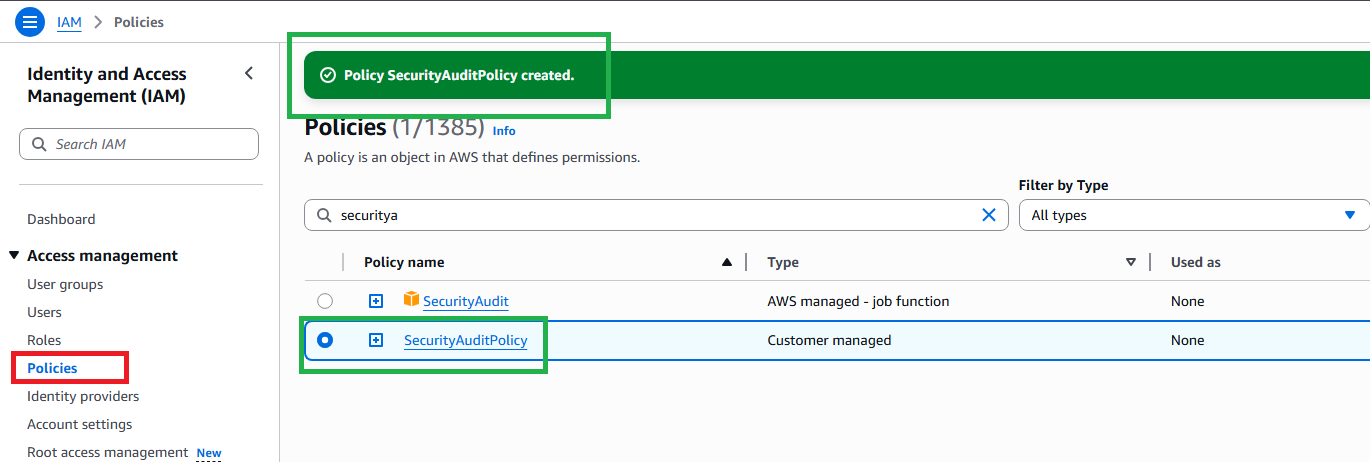 IAM > Policies
Identity and Access
Management (IAM)
Search IAM
Dashboard
Access management
User groups
Users
Roles
Policies
Identity providers
Account settings
Root access management New
Policy SecurityAuditPolicy created.
Policies (1/1385) Info
A policy is an object in AWS that defines permissions.
Filter by Type
securitya
All types
Policy name Type Used as
SecurityAudit AWS managed - job function None
SecurityAuditPolicy Customer managed None